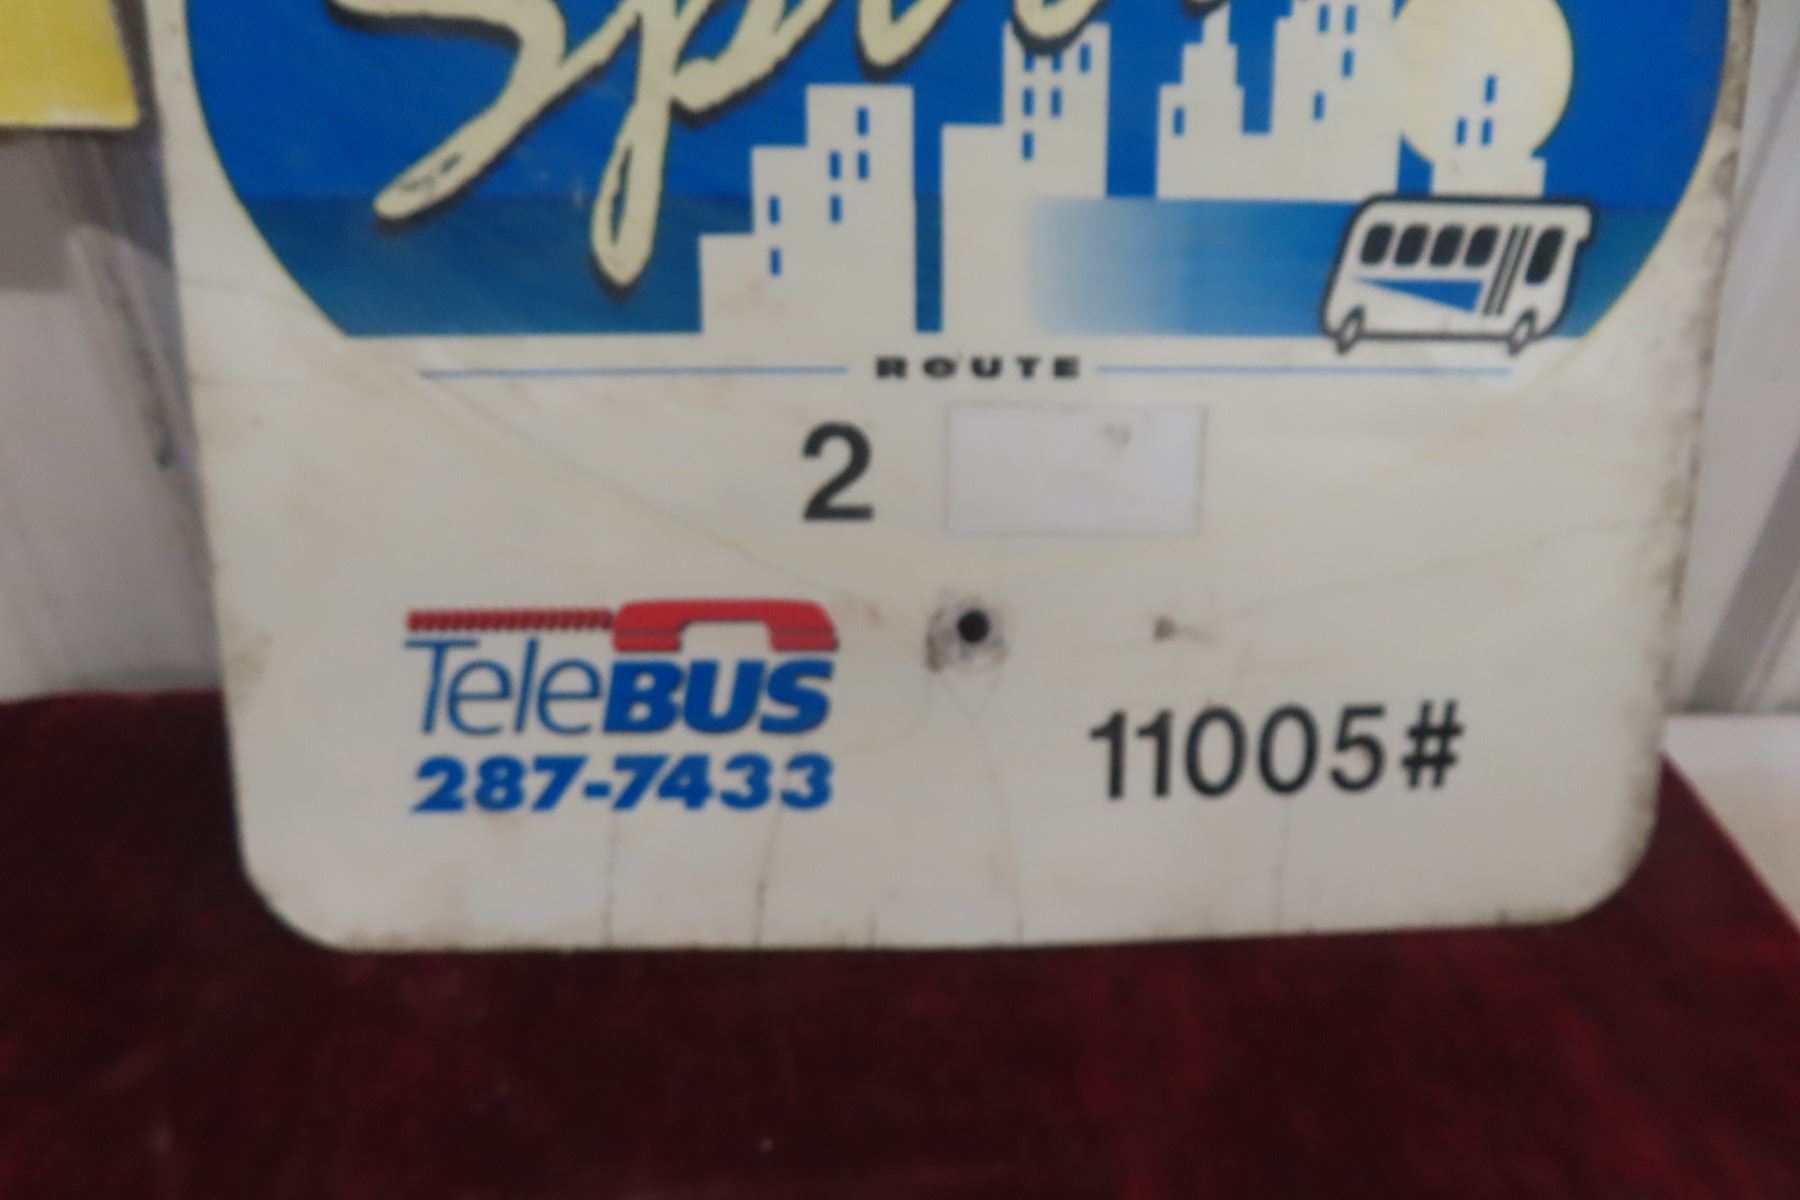 ROUTE
2
TeleBUS
287-7433
11005#